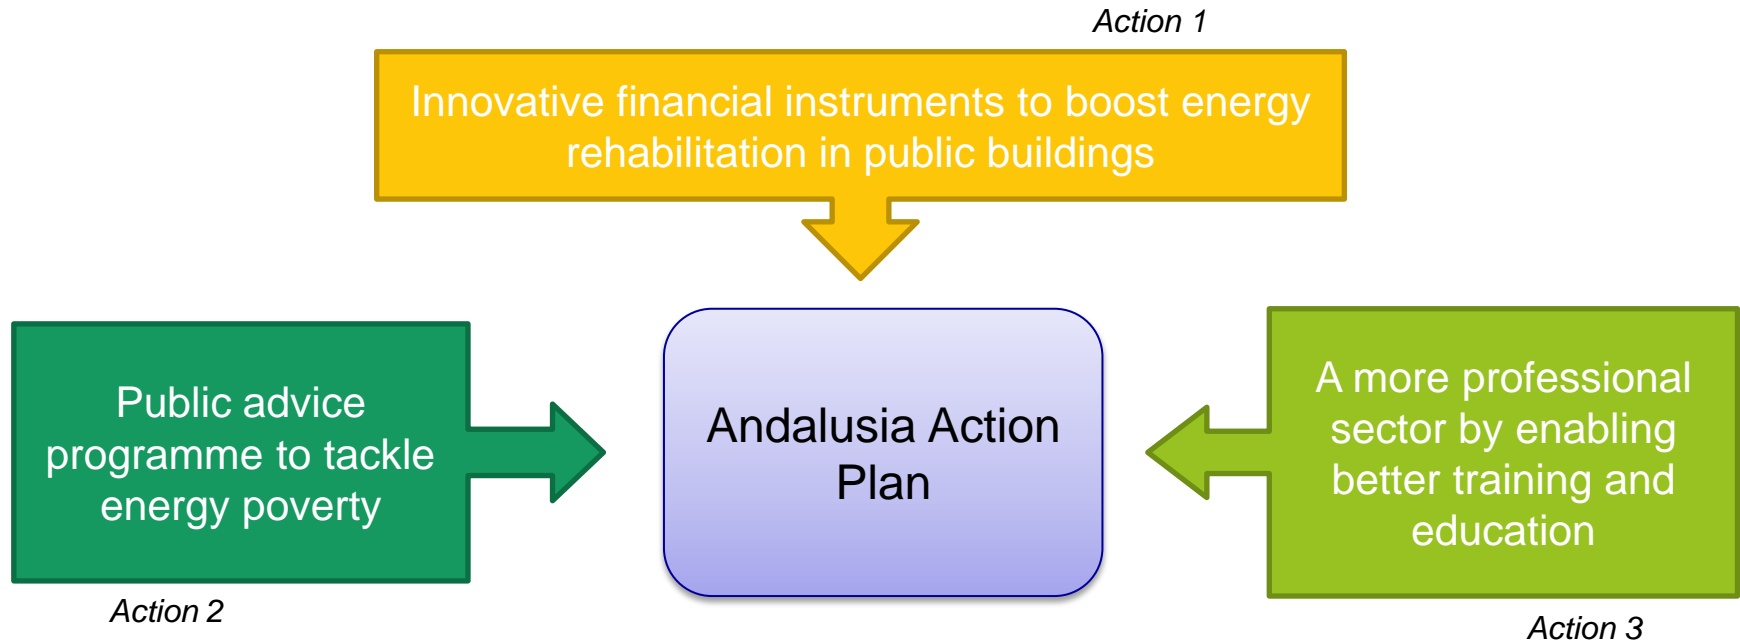 Action 1
Innovative financial instruments to boost energy
rehabilitation in public buildings
Public advice
programme to tackle
energy poverty
Action 2
Andalusia Action
Plan
A more professional
sector by enabling
better training and
education
Action 3